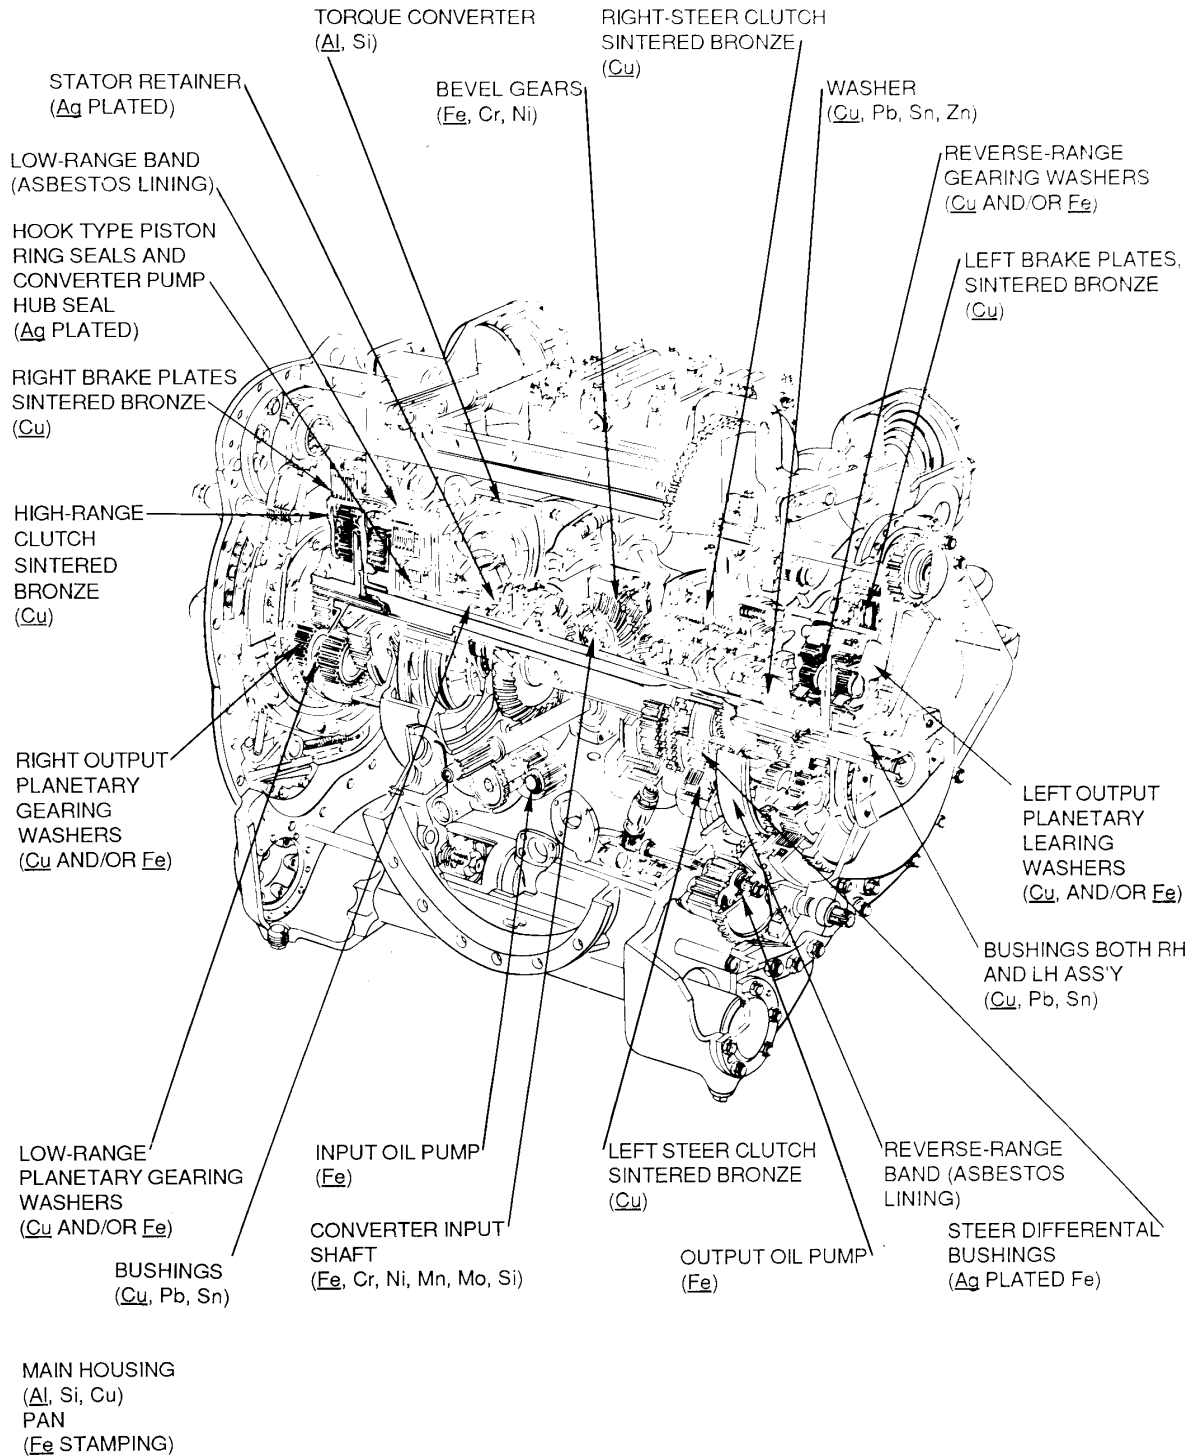 TORQUE CONVERTER
(Al, Si)
RIGHT-STEER CLUTCH
SINTERED BRONZE
(Cu)
STATOR RETAINER
(Ag PLATED)
BEVEL GEARS
(Fe, Cr, Ni)
WASHER
(Cu, Pb, Sn, Zn)
LOW-RANGE BAND
(ASBESTOS LINING)
REVERSE-RANGE
GEARING WASHERS
(Cu AND/OR Fe)
HOOK TYPE PISTON
RING SEALS AND
CONVERTER PUMP
HUB SEAL
(Ag PLATED)
LEFT BRAKE PLATES,
SINTERED BRONZE
(Cu)
RIGHT BRAKE PLATES
SINTERED BRONZE
(Cu)
HIGH-RANGE
CLUTCH
SINTERED
BRONZE
(Cu)
RIGHT OUTPUT
PLANETARY
GEARING
WASHERS
(Cu AND/OR Fe)
LEFT OUTPUT
PLANETARY
LEARING
WASHERS
(Cu, AND/OR Fe)
BUSHINGS BOTH RH
AND LH ASS'Y
(Cu, Pb, Sn)
LOW-RANGE
PLANETARY GEARING
WASHERS
(Cu AND/OR Fe)
INPUT OIL PUMP
(Fe)
LEFT STEER CLUTCH
SINTERED BRONZE
(Cu)
REVERSE-RANGE
BAND (ASBESTOS
LINING)
BUSHINGS
(Cu, Pb, Sn)
CONVERTER INPUT
SHAFT
(Fe, Cr, Ni, Mn, Mo, Si)
OUTPUT OIL PUMP
(Fe)
STEER DIFFERENTAL
BUSHINGS
(Ag PLATED Fe)
MAIN HOUSING
(Al, Si, Cu)
PAN
(Fe STAMPING)